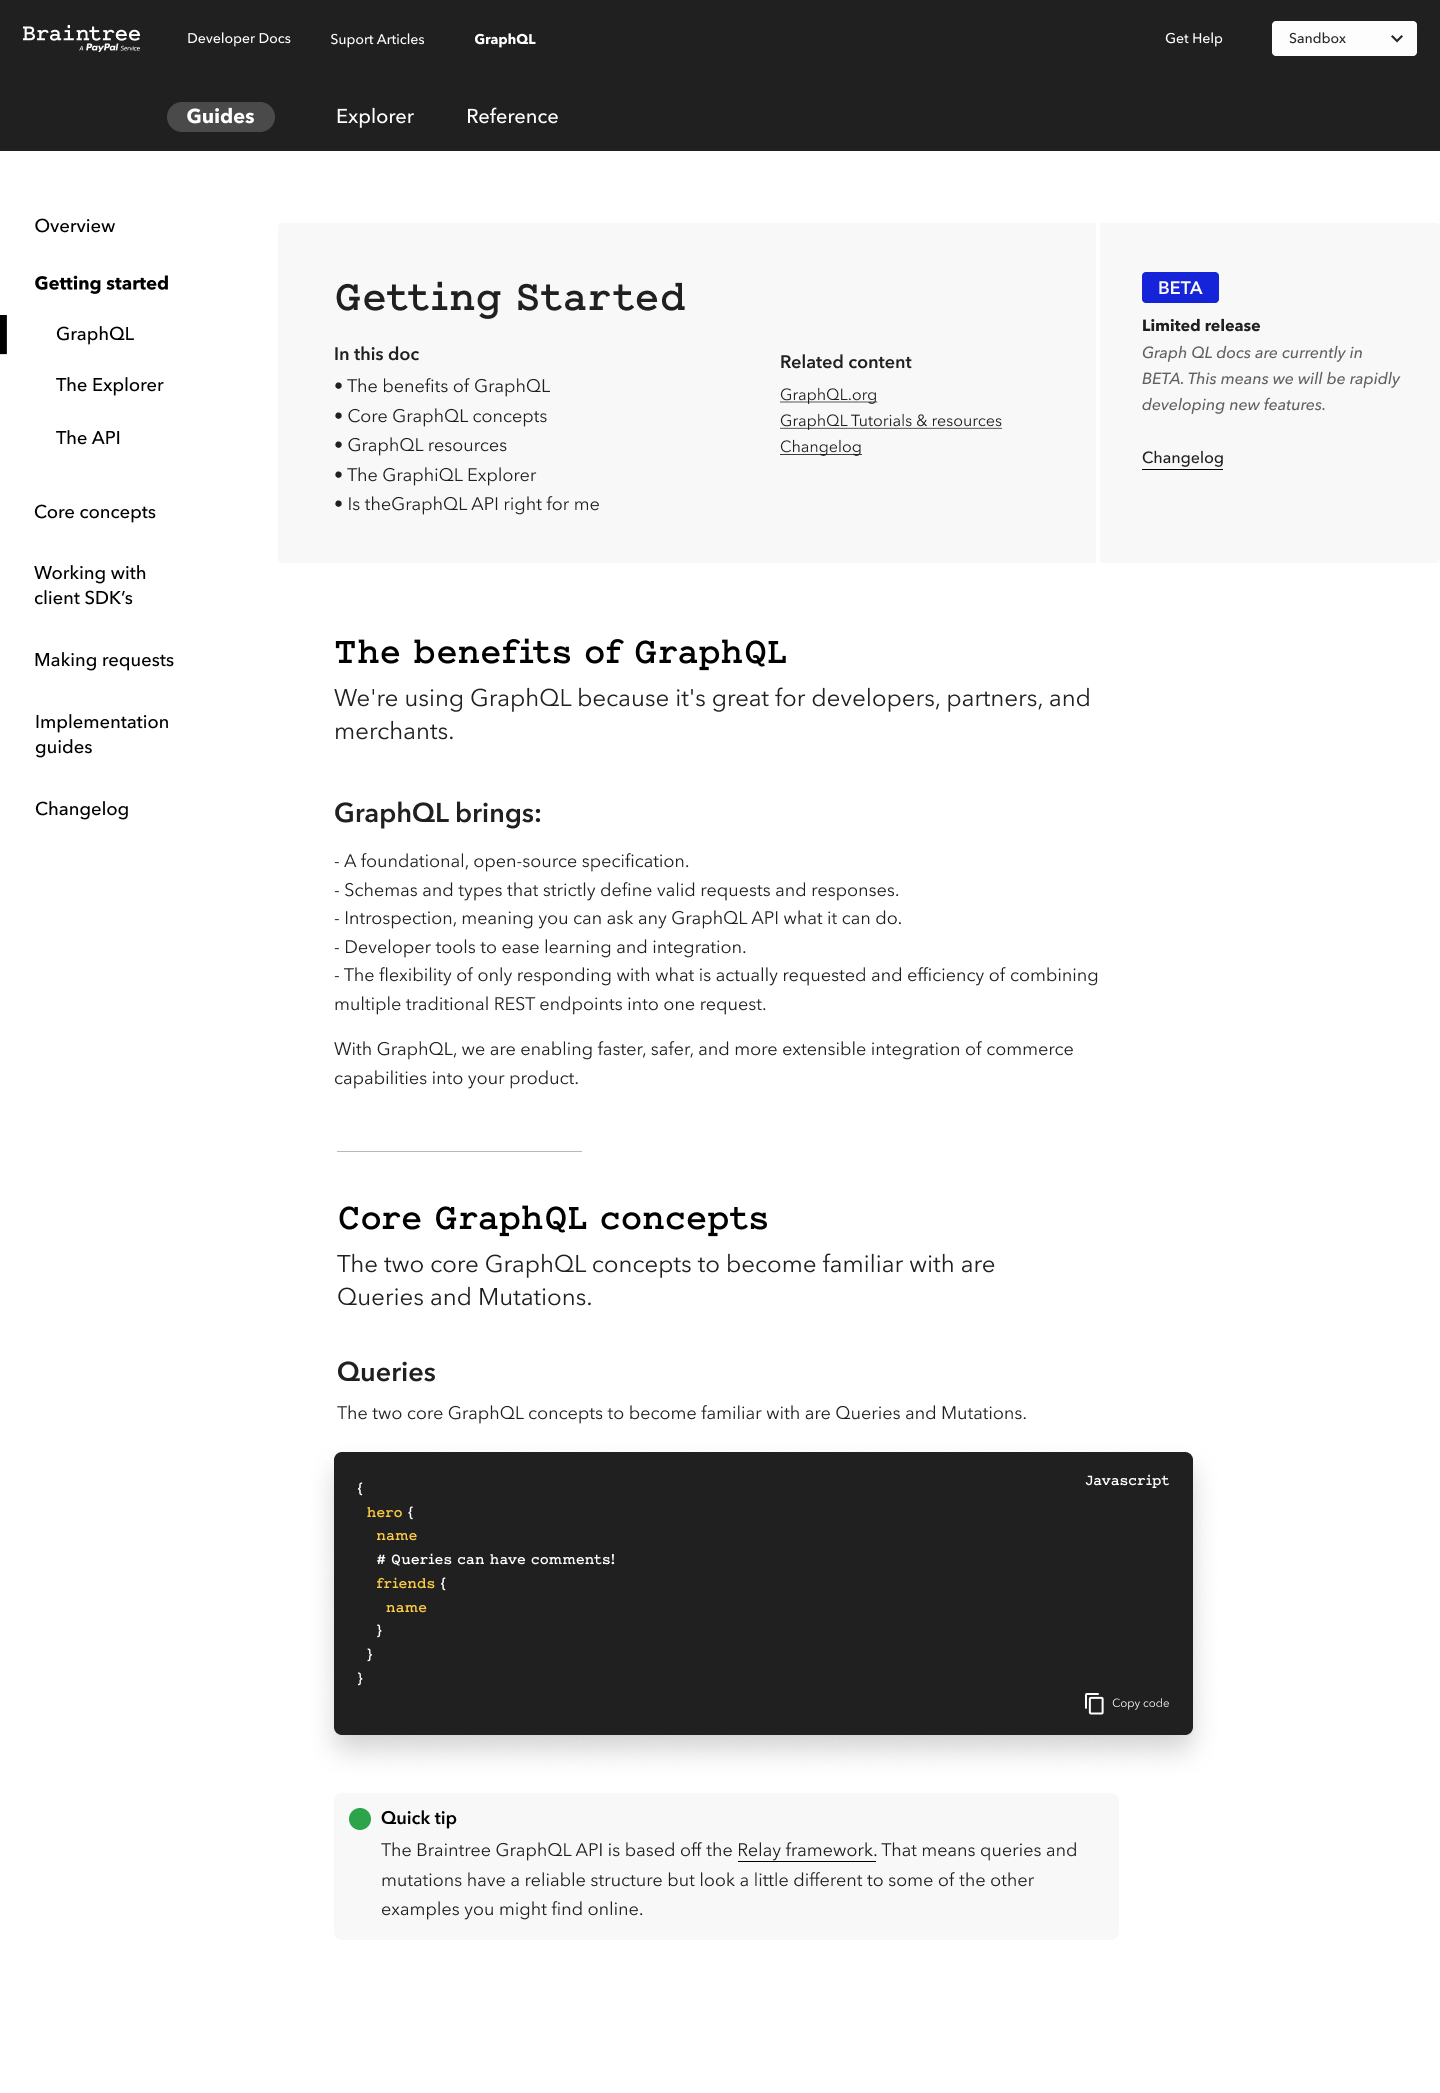 Braintree
A PayPal Service
Developer Docs
Suport Articles
GraphQL
Get Help
Sandbox
Guides
Explorer
Reference
Overview
Getting started
GraphQL
The Explorer
The API
Core concepts
Working with
client SDK’s
Making requests
Implementation
guides
Changelog
Getting Started
In this doc
• The benefits of GraphQL
• Core GraphQL concepts
• GraphQL resources
• The GraphiQL Explorer
• Is theGraphQL API right for me
Related content
GraphQL.org
GraphQL Tutorials & resources
Changelog
BETA
Limited release
Graph QL docs are currently in
BETA. This means we will be rapidly
developing new features.
Changelog
The benefits of GraphQL
We're using GraphQL because it's great for developers, partners, and
merchants.
GraphQL brings:
- A foundational, open-source specification.
- Schemas and types that strictly define valid requests and responses.
- Introspection, meaning you can ask any GraphQL API what it can do.
- Developer tools to ease learning and integration.
- The flexibility of only responding with what is actually requested and efficiency of combining
multiple traditional REST endpoints into one request.
With GraphQL, we are enabling faster, safer, and more extensible integration of commerce
capabilities into your product.
Core GraphQL concepts
The two core GraphQL concepts to become familiar with are
Queries and Mutations.
Queries
The two core GraphQL concepts to become familiar with are Queries and Mutations.
Javascript
{
hero {
name
# Queries can have comments!
friends {
name
}
}
}
Copy code
Quick tip
The Braintree GraphQL API is based off the Relay framework. That means queries and
mutations have a reliable structure but look a little different to some of the other
examples you might find online.